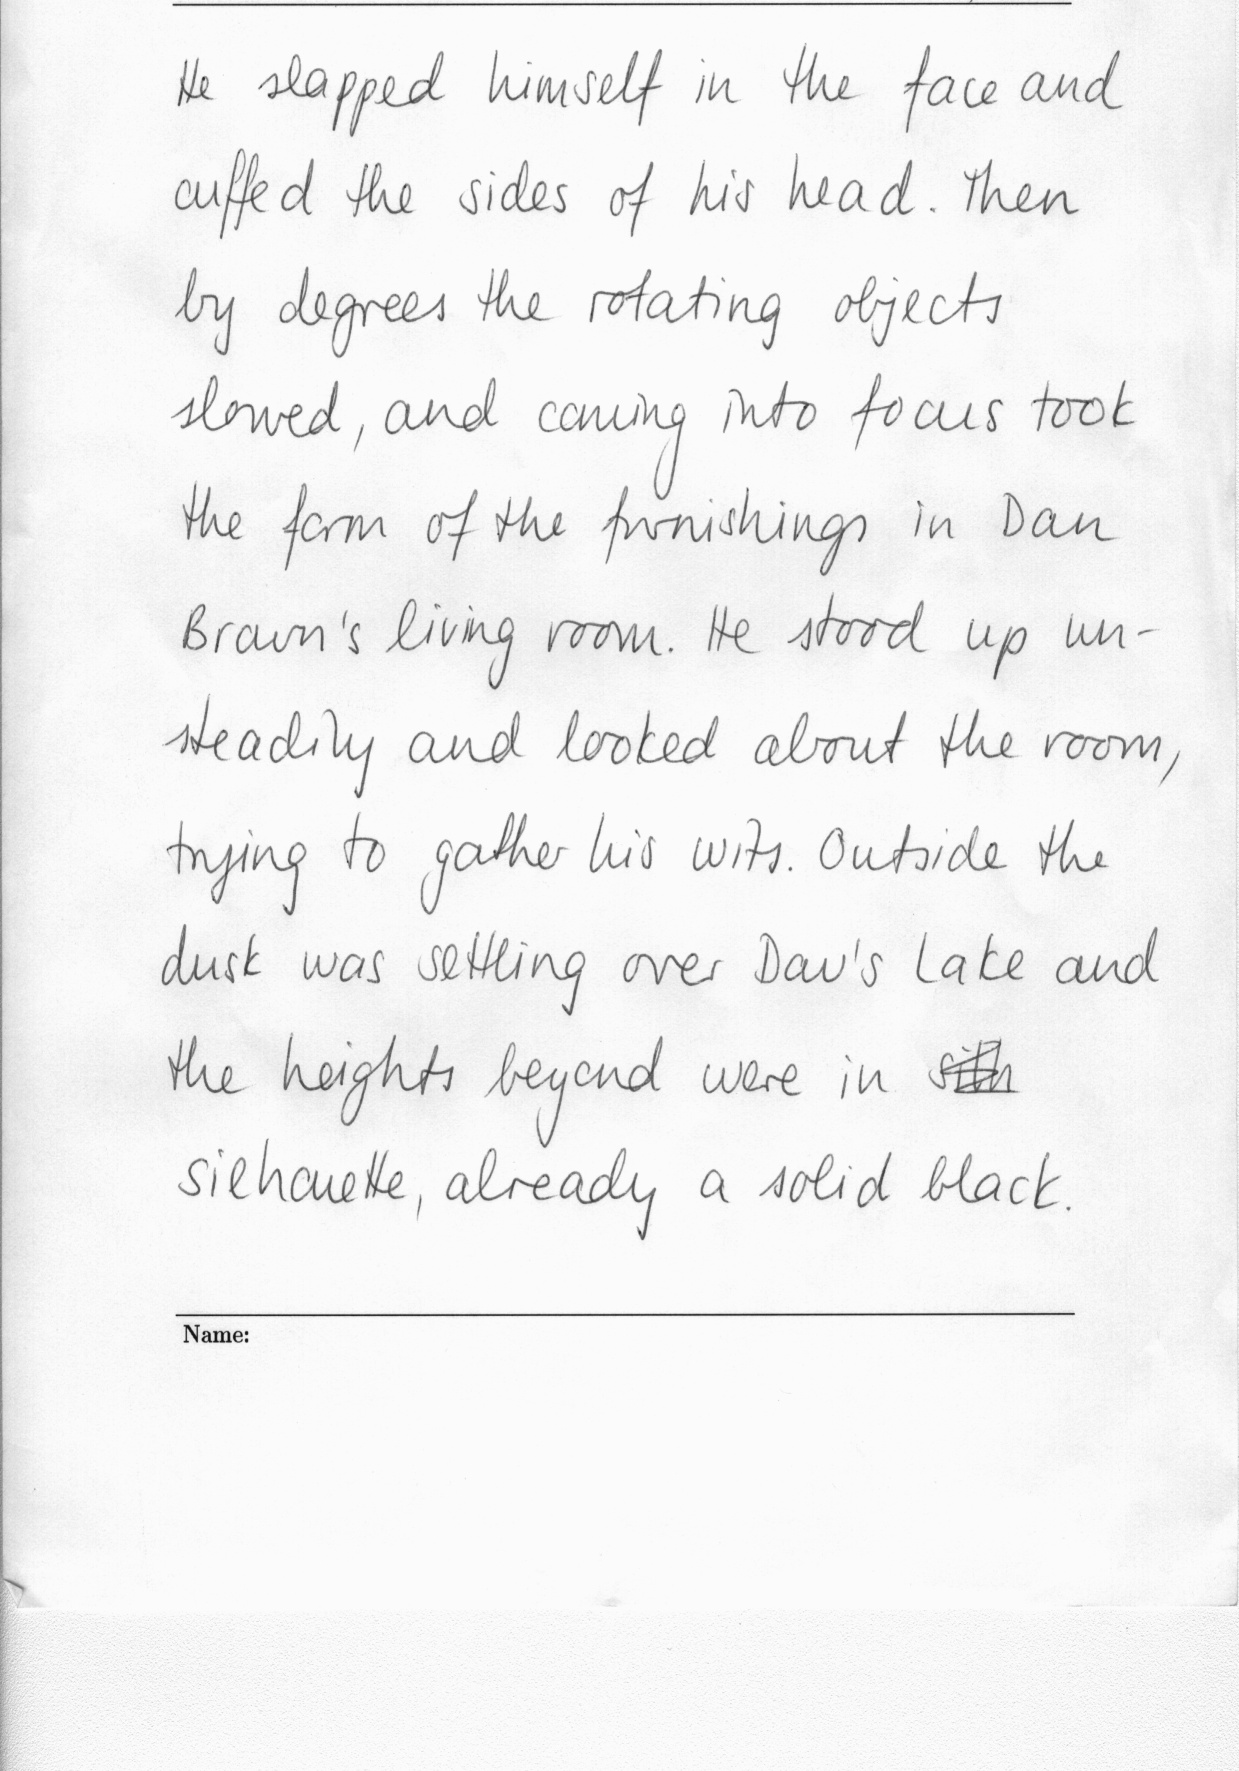 He slapped himself in the face and
cuffed the sides of his head. Then
by degrees the rotating objects
slowed, and coming into focus took
the form of the furnishings in Dan
Brown's living room. He stood up un-
steadily and looked about the room,
trying to gather his wits. Outside the
dusk was settling over Dav's Lake and
the heights beyond were in
silhouette, already a solid black.
Name: